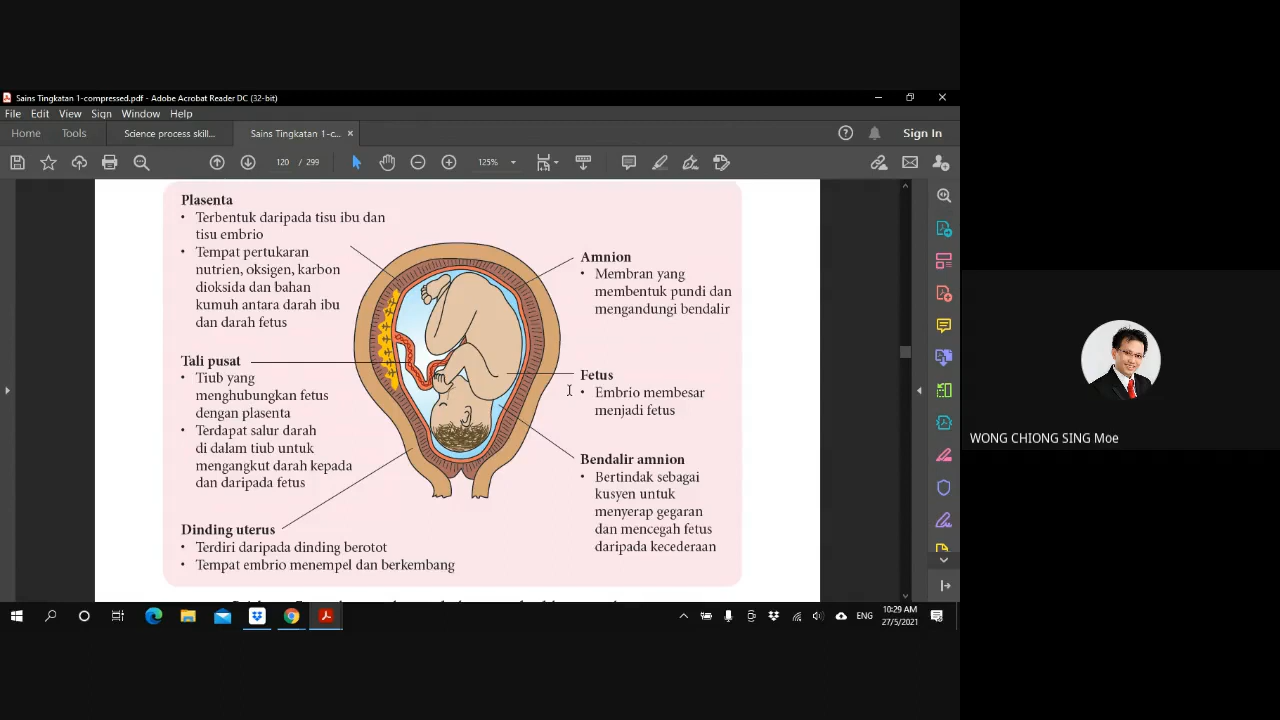 Sains Tingkatan 1-compressed.pdf - Adobe Acrobat Reader DC (32-bit)
File Edit View Sign Window Help
Home Tools Science process skill... Sains Tingkatan 1-c... × Sign In
120 / 299 125%
Plasenta
• Terbentuk daripada tisu ibu dan
tisu embrio
• Tempat pertukaran
nutrien, oksigen, karbon
dioksida dan bahan
kumuh antara darah ibu
dan darah fetus
Tali pusat
• Tiub yang
menghubungkan fetus
dengan plasenta
• Terdapat salur darah
di dalam tiub untuk
mengangkut darah kepada
dan daripada fetus
Dinding uterus
• Terdiri daripada dinding berotot
• Tempat embrio menempel dan berkembang
Amnion
• Membran yang
membentuk pundi dan
mengandungi bendalir
Fetus
• Embrio membesar
menjadi fetus
Bendalir amnion
• Bertindak sebagai
kusyen untuk
menyerap gegaran
dan mencegah fetus
daripada kecederaan
WONG CHIONG SING Moe
ENG
10:29 AM
27/5/2021